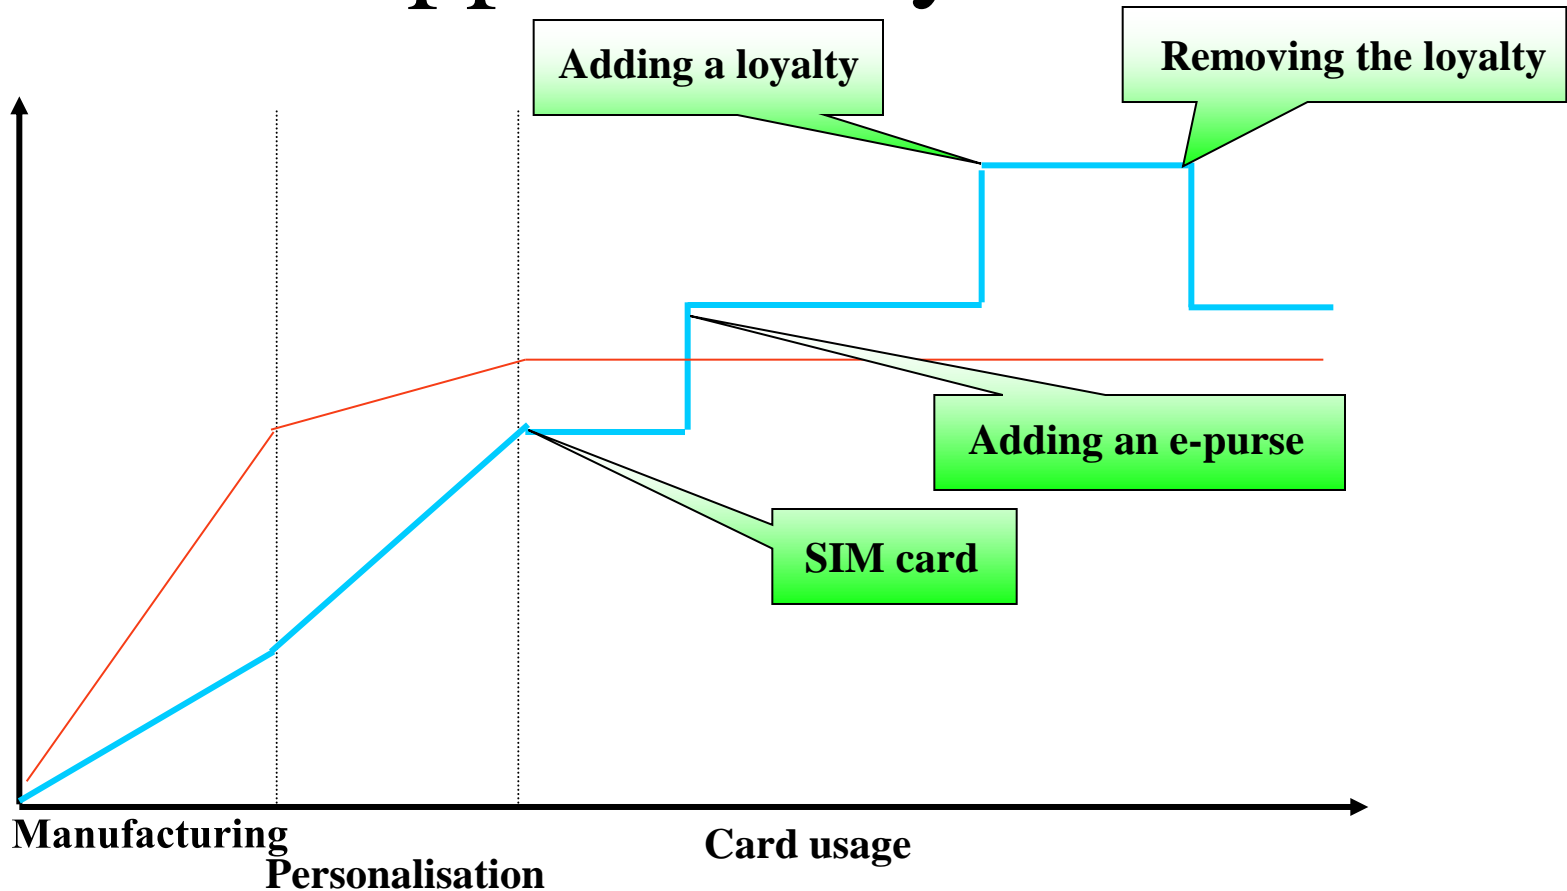 Adding a loyalty
Removing the loyalty
Adding an e-purse
SIM card
Manufacturing
Personalisation
Card usage